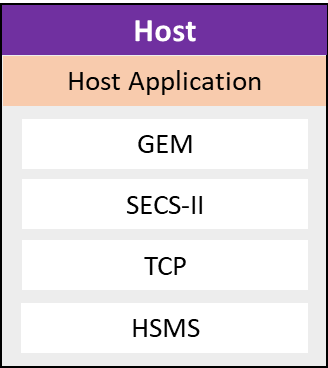 Host
Host Application
GEM
SECS-II
TCP
HSMS